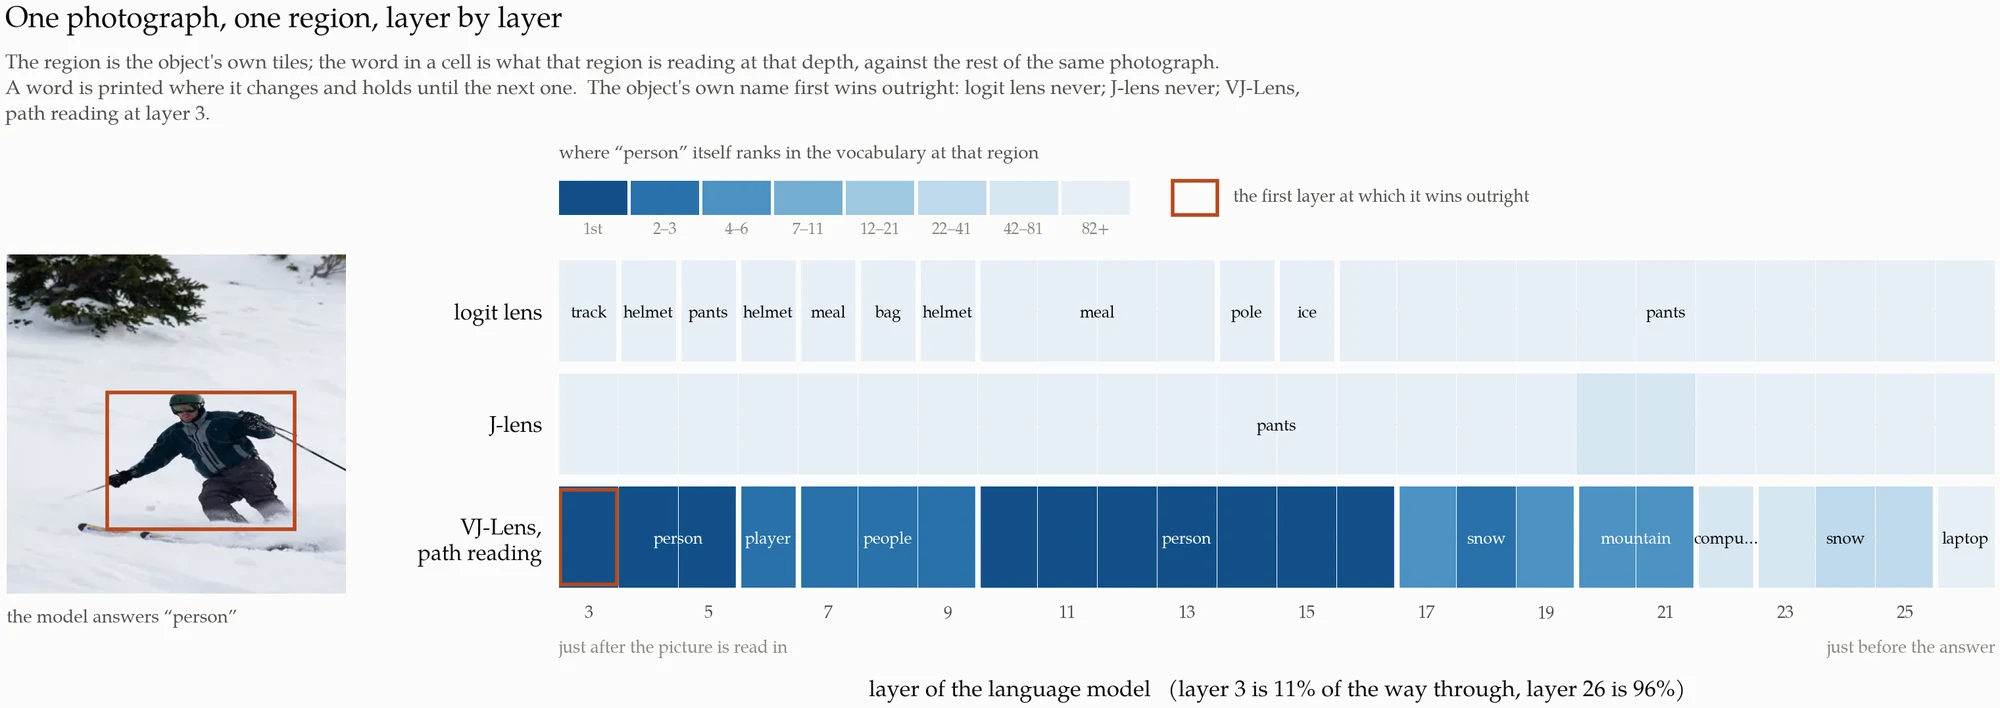 One photograph, one region, layer by layer
The region is the object's own tiles; the word in a cell is what that region is reading at that depth, against the rest of the same photograph.
A word is printed where it changes and holds until the next one.  The object's own name first wins outright: logit lens never; J-lens never; VJ-Lens,
path reading at layer 3.
where “person” itself ranks in the vocabulary at that region
the first layer at which it wins outright
1st 2–3 4–6 7–11 12–21 22–41 42–81 82+
logit lens track helmet pants helmet meal bag helmet meal pole ice pants
J-lens pants
VJ-Lens,
path reading
person player people person snow mountain compu... snow laptop
3 5 7 9 11 13 15 17 19 21 23 25
the model answers “person”
just after the picture is read in just before the answer
layer of the language model (layer 3 is 11% of the way through, layer 26 is 96%)